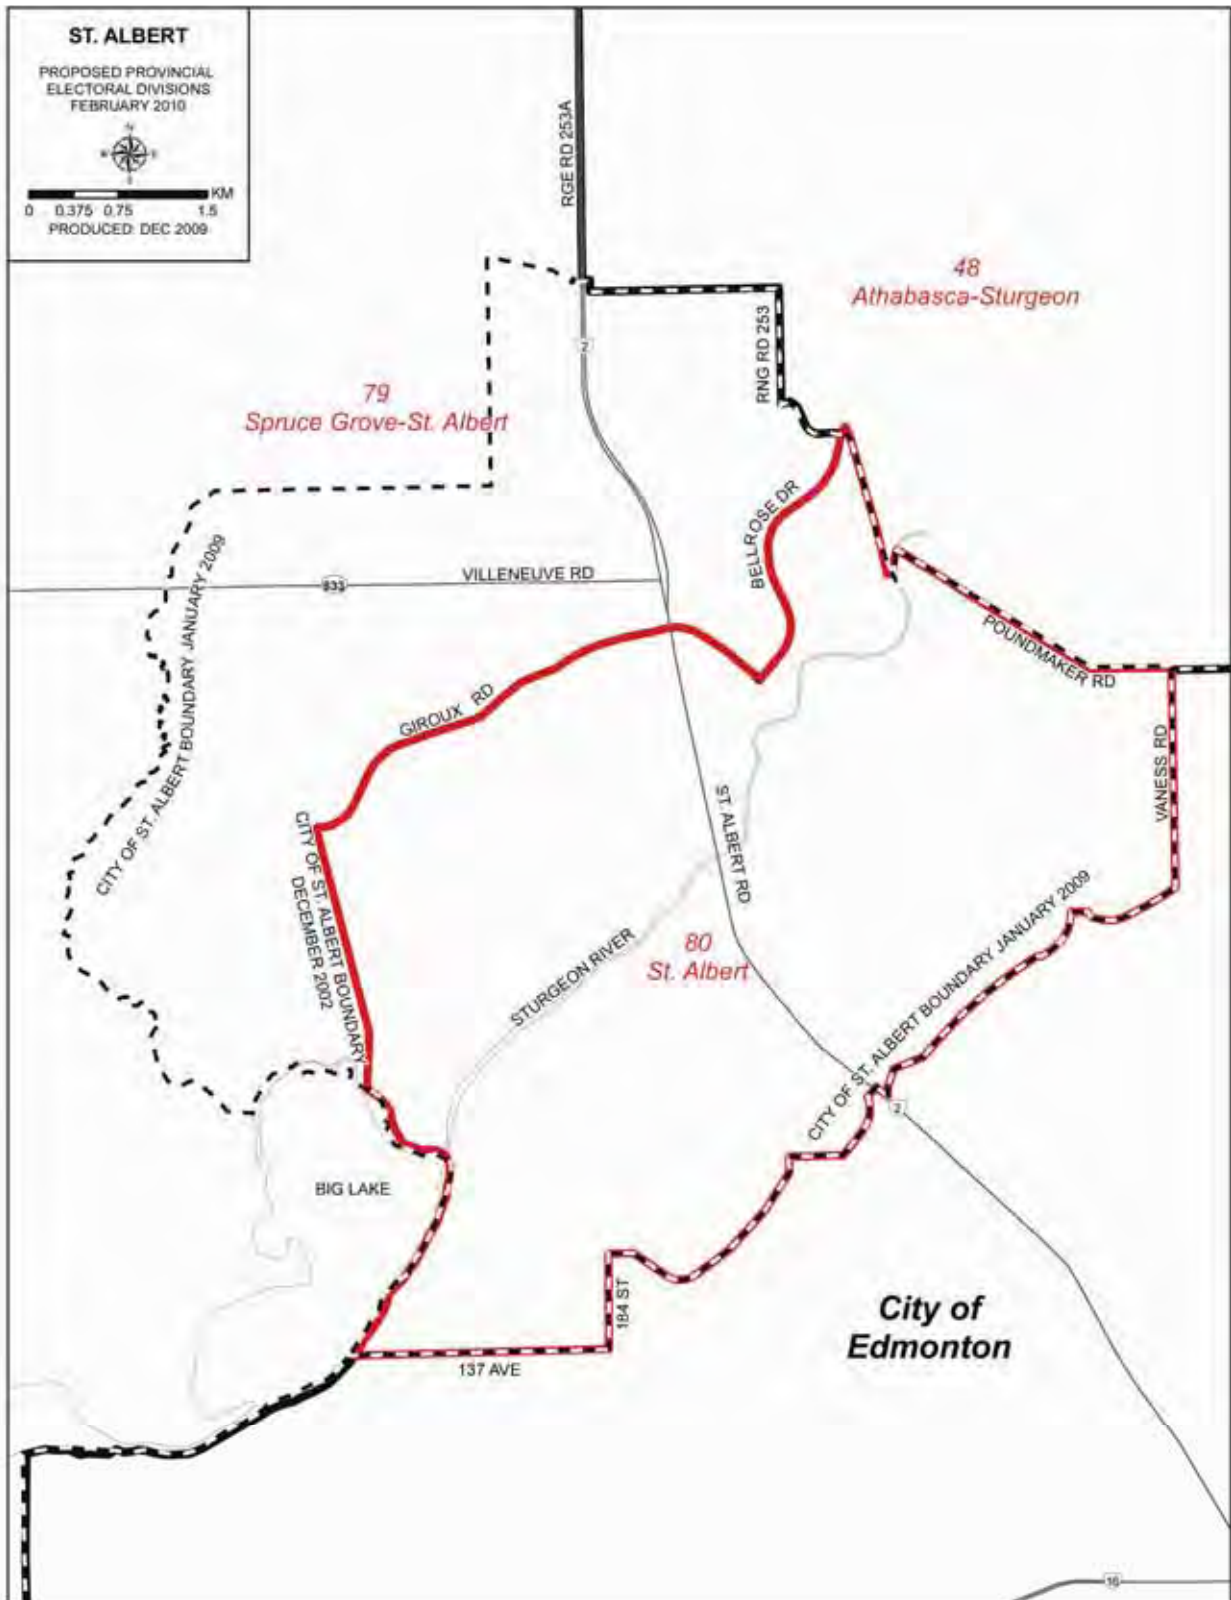 ST. ALBERT
PROPOSED PROVINCIAL
ELECTORAL DIVISIONS
FEBRUARY 2010
N
W E
S
KM
0 0.375 0.75 1.5
PRODUCED: DEC 2009
RGE RD 253A
48
Athabasca-Sturgeon
2
RNG RD 253
79
Spruce Grove-St. Albert
BELLROSE DR
CITY OF ST. ALBERT BOUNDARY JANUARY 2009
633
VILLENEUVE RD
POUNDMAKER RD
GIROUX RD
VANESS RD
ST. ALBERT RD
CITY OF ST. ALBERT BOUNDARY
DECEMBER 2002
STURGEON RIVER
80
St. Albert
CITY OF ST. ALBERT BOUNDARY JANUARY 2009
2
BIG LAKE
184 ST
City of
Edmonton
137 AVE
16